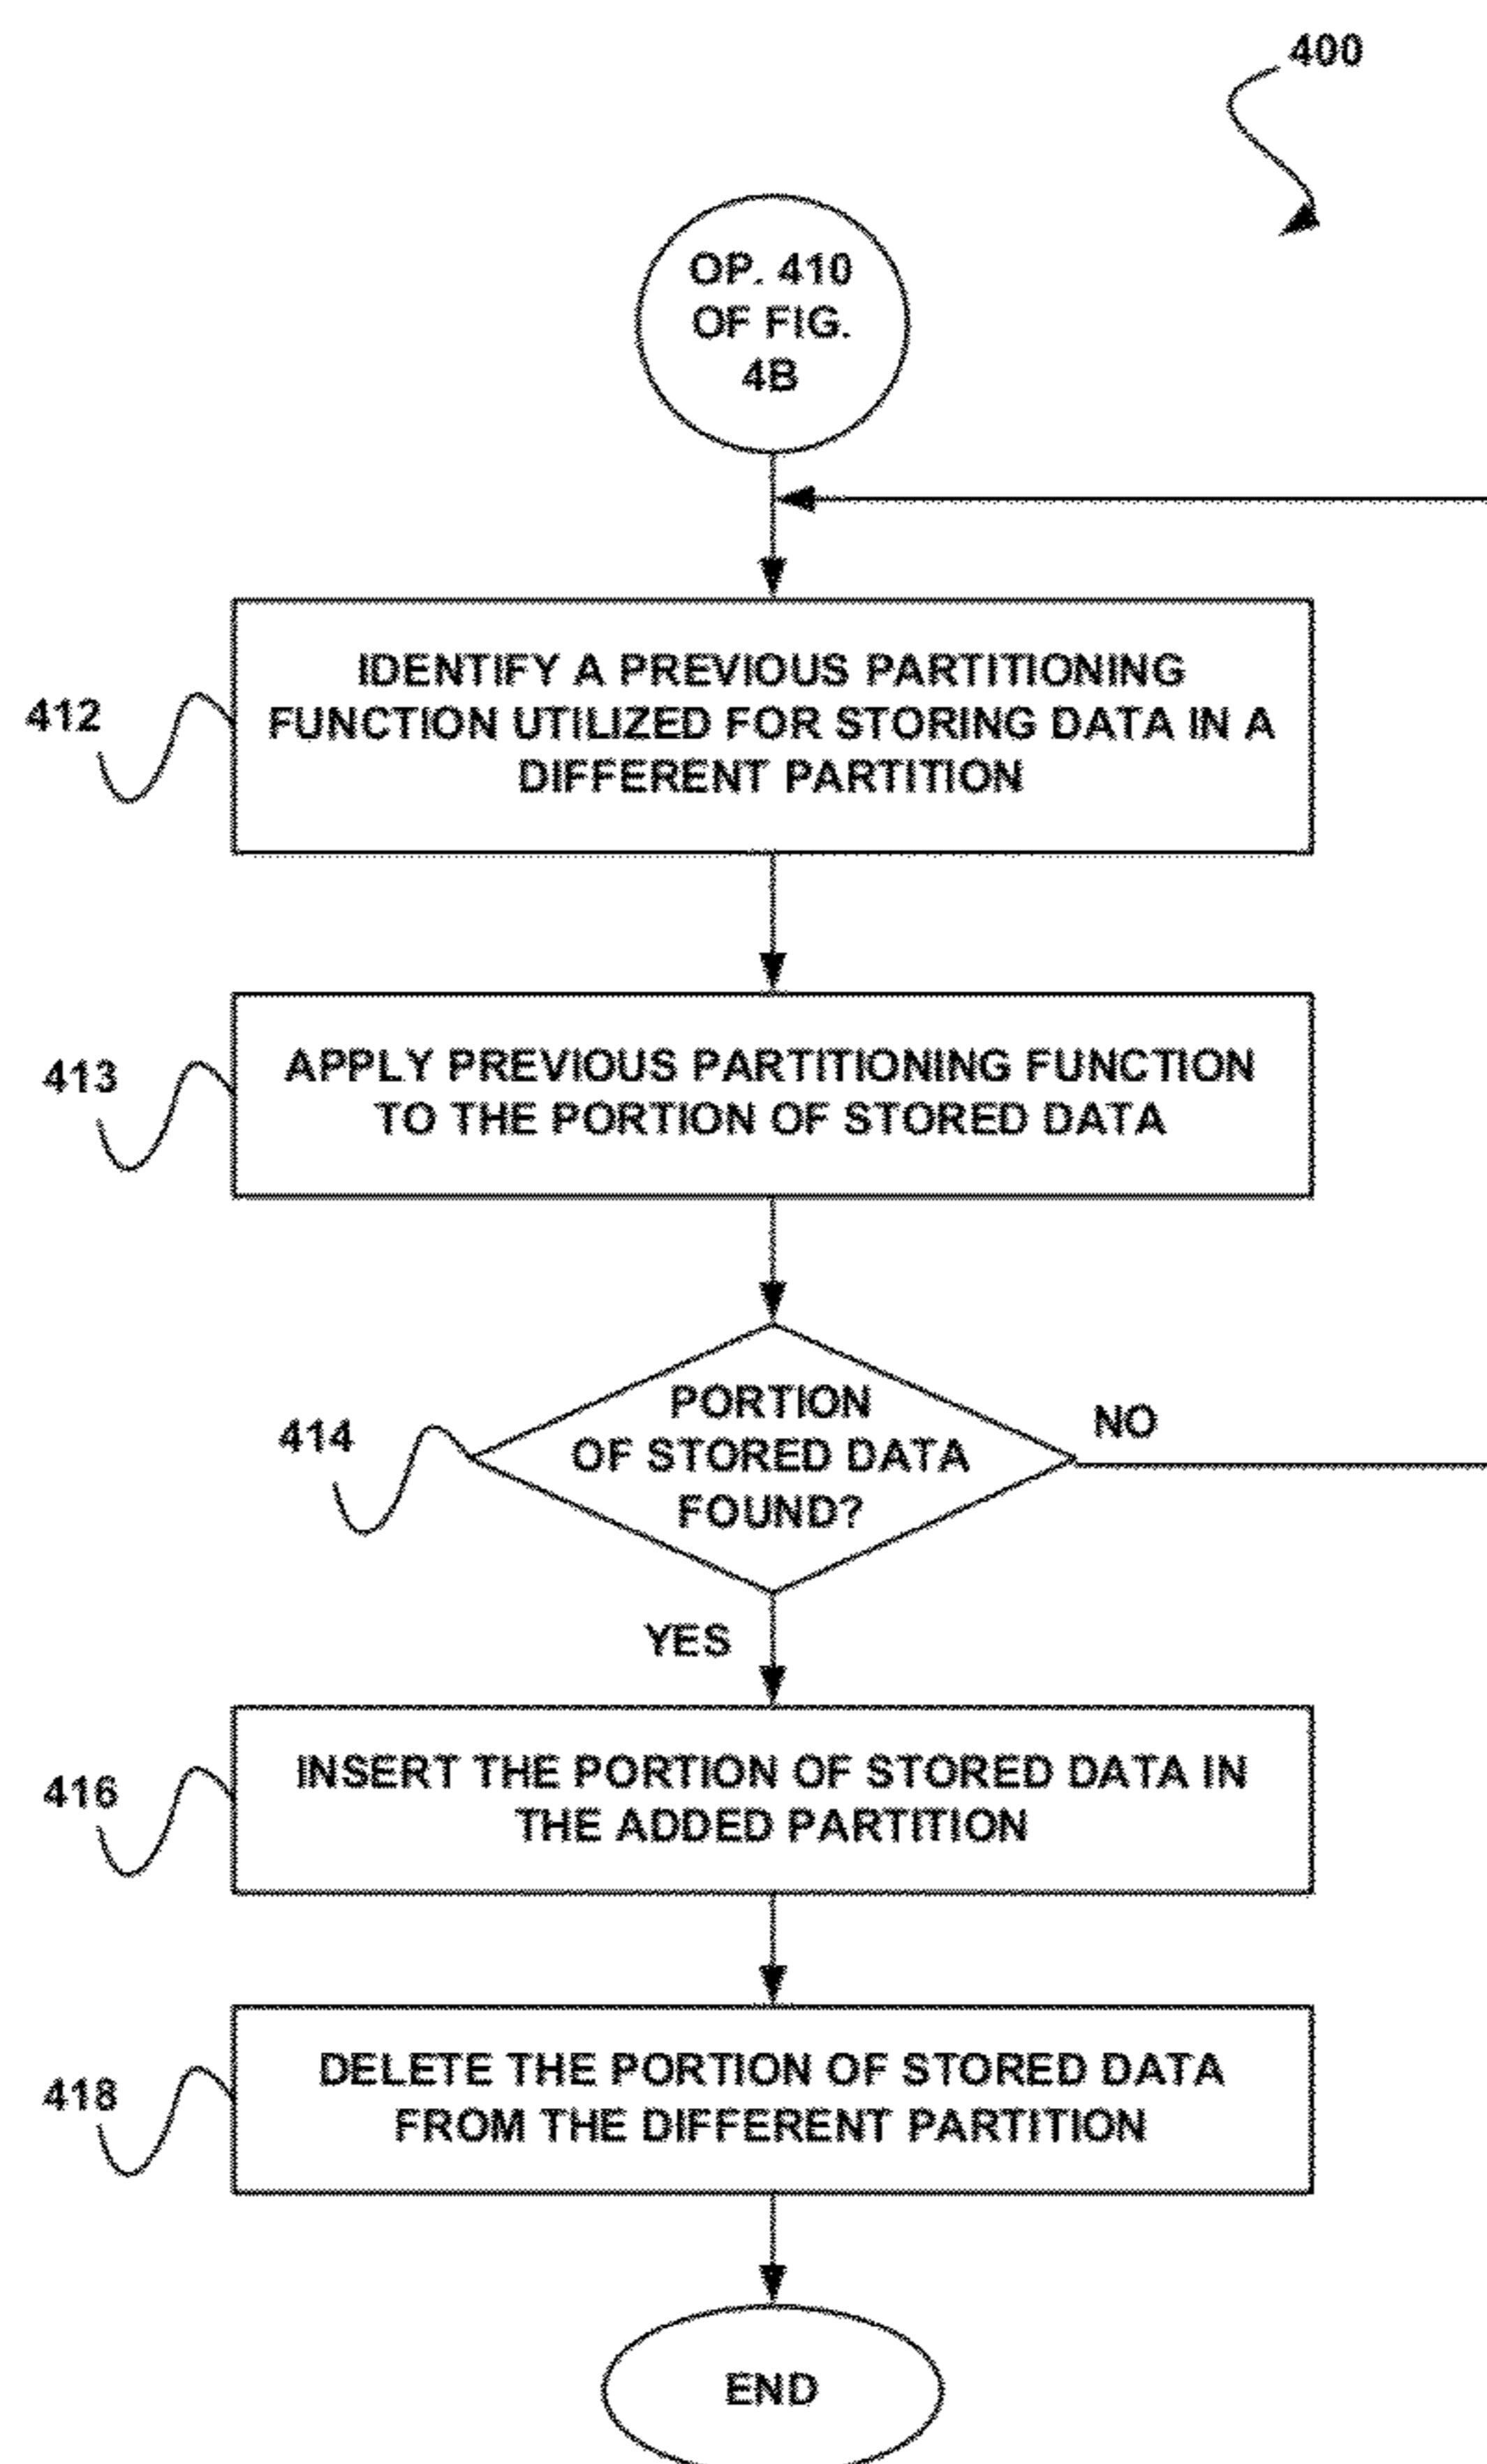 400
OP. 410
OF FIG.
4B
412
IDENTIFY A PREVIOUS PARTITIONING
FUNCTION UTILIZED FOR STORING DATA IN A
DIFFERENT PARTITION
413
APPLY PREVIOUS PARTITIONING FUNCTION
TO THE PORTION OF STORED DATA
414
PORTION
OF STORED DATA
FOUND?
NO
YES
416
INSERT THE PORTION OF STORED DATA IN
THE ADDED PARTITION
418
DELETE THE PORTION OF STORED DATA
FROM THE DIFFERENT PARTITION
END